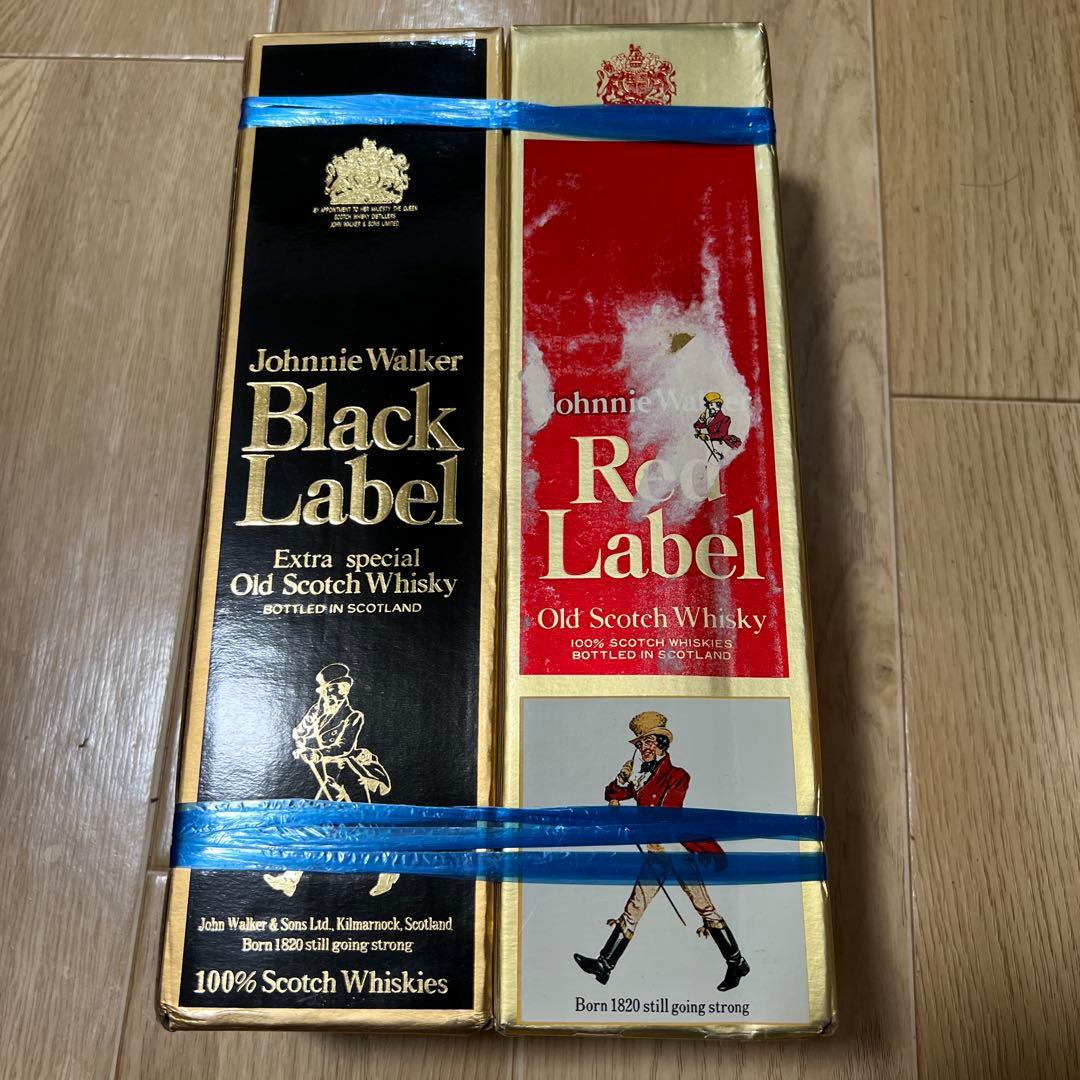 BY APPOINTMENT TO HER MAJESTY THE QUEEN
SCOTCH WHISKY DISTILLERS
JOHN WALKER & SONS LIMITED
Johnnie Walker
Black
Label
Extra special
Old Scotch Whisky
BOTTLED IN SCOTLAND
John Walker & Sons Ltd., Kilmarnock, Scotland
Born 1820 still going strong
100% Scotch Whiskies
Johnnie Walker
Red
Label
Old Scotch Whisky
100% SCOTCH WHISKIES
BOTTLED IN SCOTLAND
Born 1820 still going strong